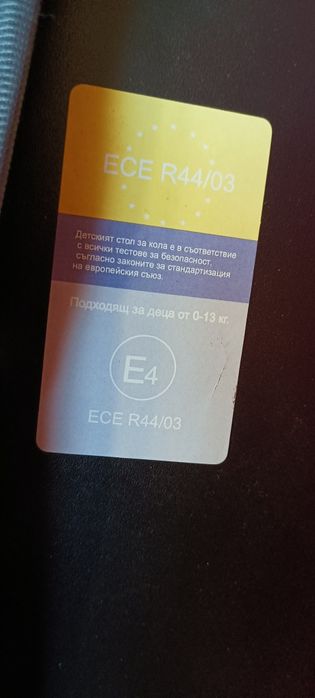 ECE R44/03
Детският стол за кола е в съответствие
с всички тестове за безопасност,
съгласно законите за стандартизация
на европейския съюз.
Подходящ за деца от 0-13 кг.
E4
ECE R44/03